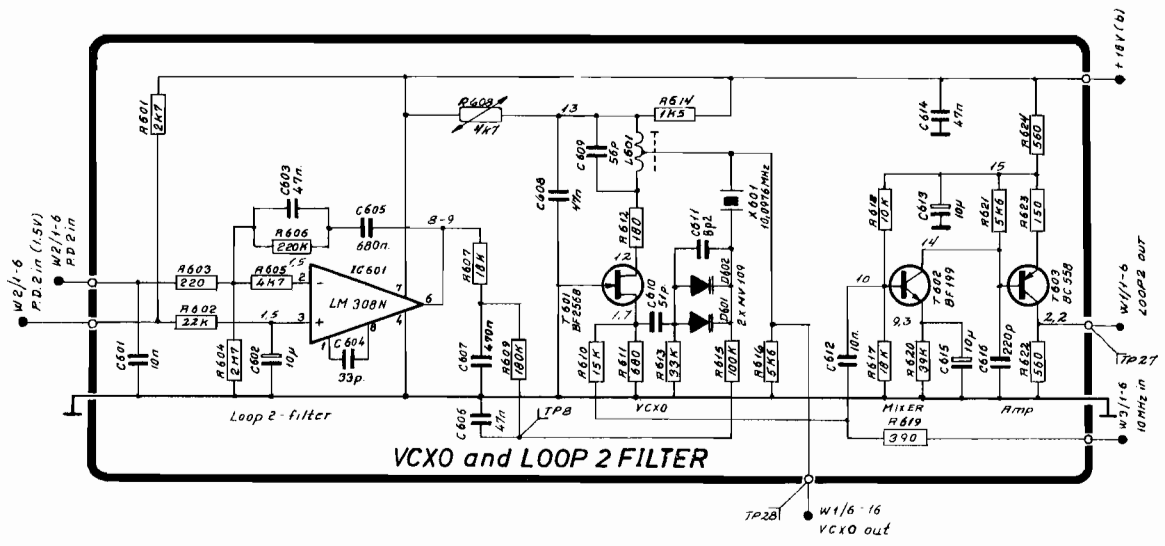 +18V (b)
R601
2K7
R608
4K7
13
R614
1K5
C609
56p
L601
C614
47n
R624
560
C603
47n.
R606
220K
C605
680n.
8-9
C608
47n
R612
180
C611
8p2
X601
10,0976MHz
15
R618
10K
C613
10µ
R621
5K6
R623
150
W2/1-6
P.D.2 in (1.5V)
W2/1-6
P.D.2 in
R603
220
R605
4K7
1,5
2
IC601
LM 308N
7
6
4
3
1
8
R607
18K
12
T601
BF256B
1,7
C610
51p
D602
D601
2xMV109
14
10
T602
BF199
9,3
T603
BC558
2,2
W1/1-6
LOOP2 OUT
TP27
R602
22K
1,5
C601
10n
R604
2K7
C602
10µ
C604
33p.
C607
470n
R609
180K
R610
15K
R611
680
R613
33K
R615
100K
R616
5K6
C612
10n.
R617
18K
R620
39K
C615
10µ
C616
220p
R622
560
Loop 2-filter
C606
47n
TP8
VCXO
MIXER
Amp
R619
390
W3/1-6
10MHz in
VCXO and LOOP 2 FILTER
TP28
W1/6-16
VCXO out